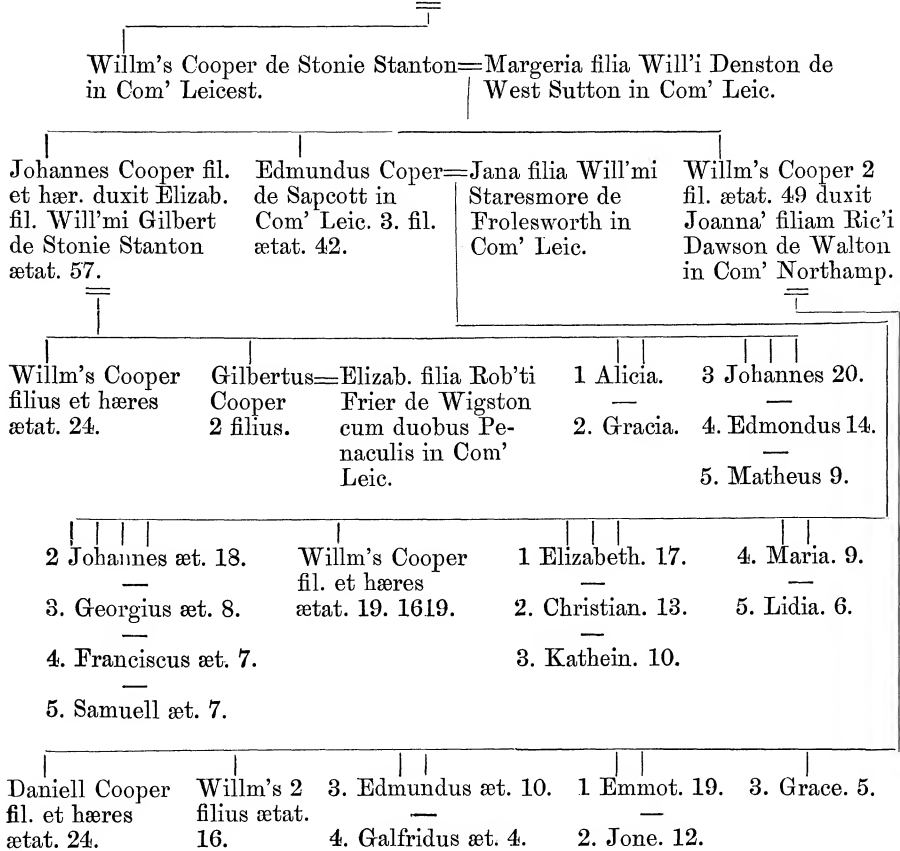 Willm's Cooper de Stonie Stanton═Margeria filia Will'i Denston de
in Com' Leicest.
West Sutton in Com' Leic.
Johannes Cooper fil.
et hær. duxit Elizab.
fil. Will'mi Gilbert
de Stonie Stanton
ætat. 57.
Edmundus Coper═Jana filia Will'mi
de Sapcott in
Com' Leic. 3. fil.
ætat. 42.
Staresmore de
Frolesworth in
Com' Leic.
Willm's Cooper 2
fil. ætat. 49 duxit
Joanna' filiam Ric'i
Dawson de Walton
in Com' Northamp.
Willm's Cooper
filius et hæres
ætat. 24.
Gilbertus═Elizab. filia Rob'ti
Cooper
2 filius.
Frier de Wigston
cum duobus Pe-
naculis in Com'
Leic.
1 Alicia.
2. Gracia.
3 Johannes 20.
4. Edmondus 14.
5. Matheus 9.
2 Johannes æt. 18.
3. Georgius æt. 8.
4. Franciscus æt. 7.
5. Samuell æt. 7.
Willm's Cooper
fil. et hæres
ætat. 19. 1619.
1 Elizabeth. 17.
2. Christian. 13.
3. Kathein. 10.
4. Maria. 9.
5. Lidia. 6.
Daniell Cooper
fil. et hæres
ætat. 24.
Willm's 2
filius ætat.
16.
3. Edmundus æt. 10.
4. Galfridus æt. 4.
1 Emmot. 19.
2. Jone. 12.
3. Grace. 5.